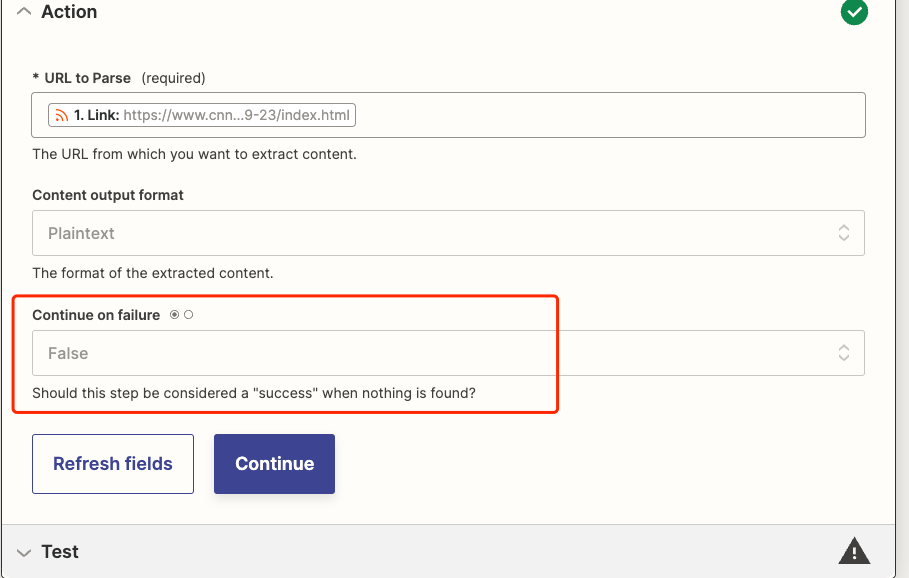 Action
* URL to Parse (required)
1. Link: https://www.cnn...9-23/index.html
The URL from which you want to extract content.
Content output format
Plaintext
The format of the extracted content.
Continue on failure
False
Should this step be considered a "success" when nothing is found?
Refresh fields
Continue
Test